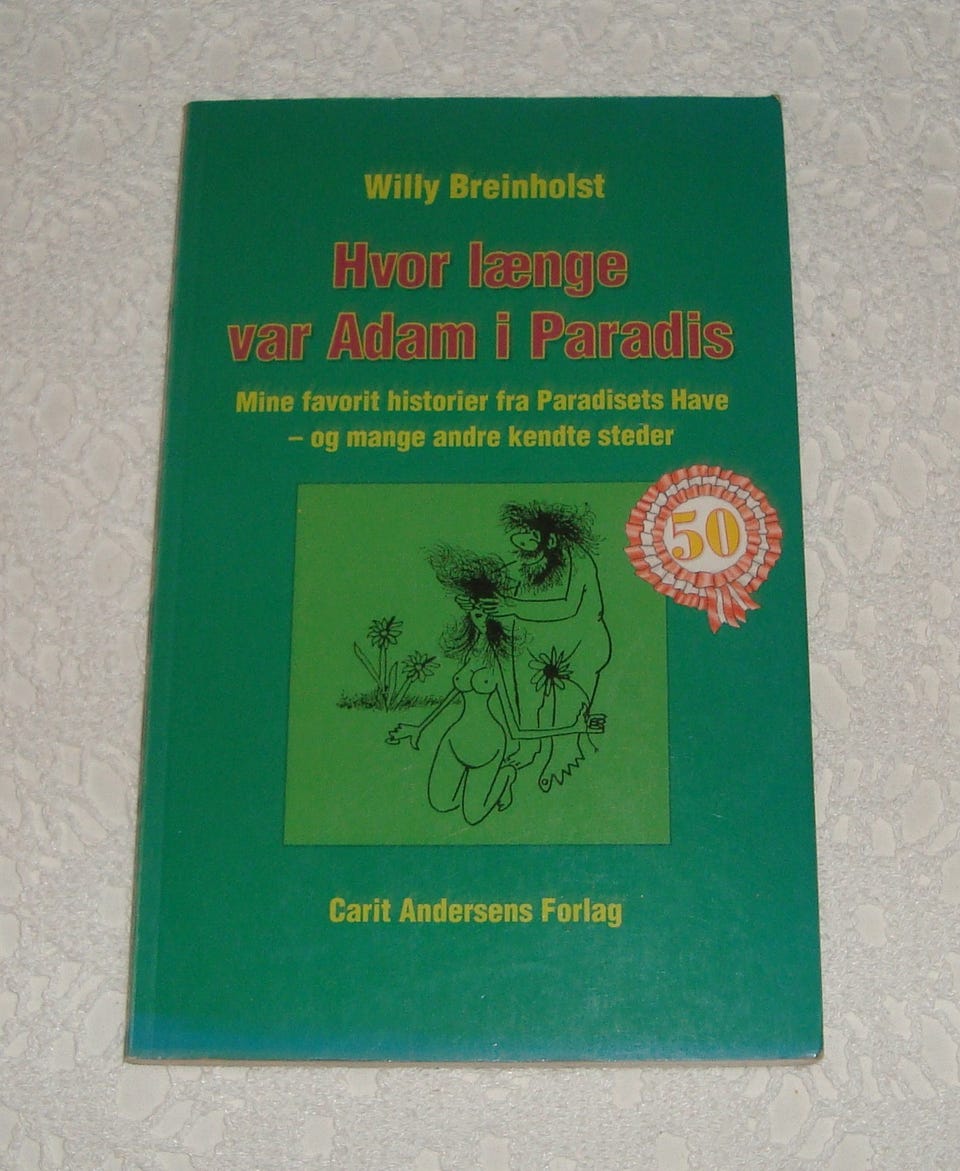 Willy Breinholst
Hvor længe
var Adam i Paradis
Mine favorit historier fra Paradisets Have
– og mange andre kendte steder
50
Carit Andersens Forlag